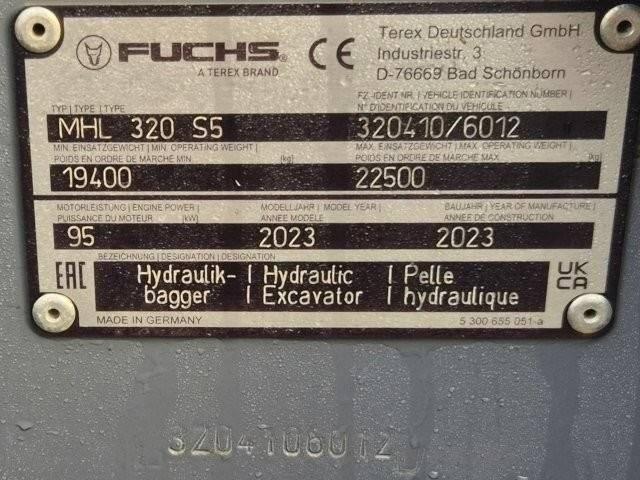 FUCHS®
A TEREX BRAND
CE
Terex Deutschland GmbH
Industriestr. 3
D-76669 Bad Schönborn
TYP | TYPE | TYPE
FZ. IDENT NR. | VEHICLE IDENTIFICATION NUMBER |
N° D'IDENTIFICATION DU VÉHICULE
MHL 320 S5
320410/6012
MIN. EINSATZGEWICHT | MIN. OPERATING WEIGHT |
POIDS EN ORDRE DE MARCHE MIN. [kg]
MAX. EINSATZGEWICHT | MAX. OPERATING WEIGHT |
POIDS EN ORDRE DE MARCHE MAX. [kg]
19400
22500
MOTORLEISTUNG | ENGINE POWER |
PUISSANCE DU MOTEUR [kW]
MODELLJAHR | MODEL YEAR |
ANNEE MODELE
BAUJAHR | YEAR OF MANUFACTURE |
ANNÉE DE CONSTRUCTION
95
2023
2023
BEZEICHNUNG | DESIGNATION | DESIGNATION
EAC
Hydraulik- | Hydraulic | Pelle
bagger | Excavator | hydraulique
UK
CA
MADE IN GERMANY
5 300 655 051-a
3204106012